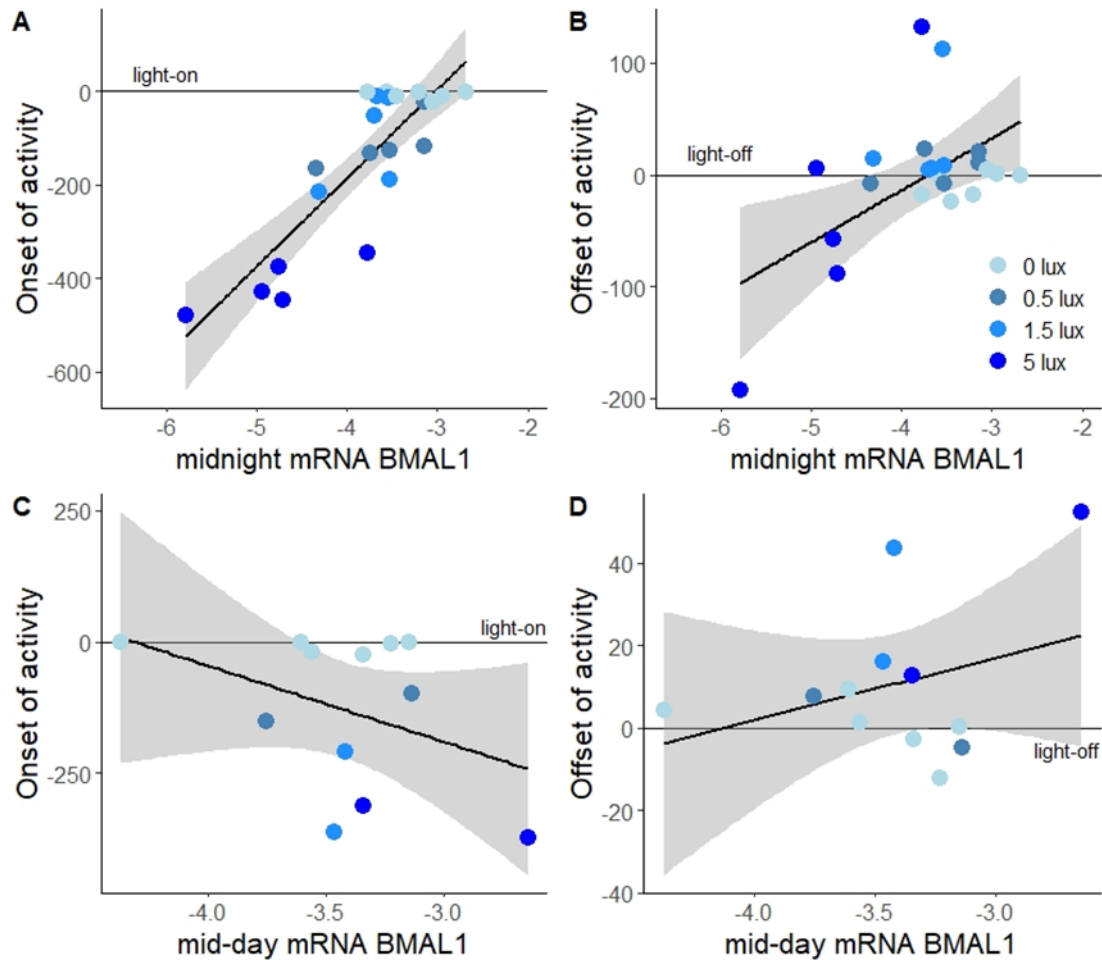 A
light-on
0
-200
-400
-600
Onset of activity
-6 -5 -4 -3 -2
midnight mRNA BMAL1
B
100
light-off
0
-100
-200
Offset of activity
0 lux
0.5 lux
1.5 lux
5 lux
-6 -5 -4 -3 -2
midnight mRNA BMAL1
C
250
light-on
0
-250
Onset of activity
-4.0 -3.5 -3.0
mid-day mRNA BMAL1
D
40
20
0
light-off
-20
-40
Offset of activity
-4.0 -3.5 -3.0
mid-day mRNA BMAL1